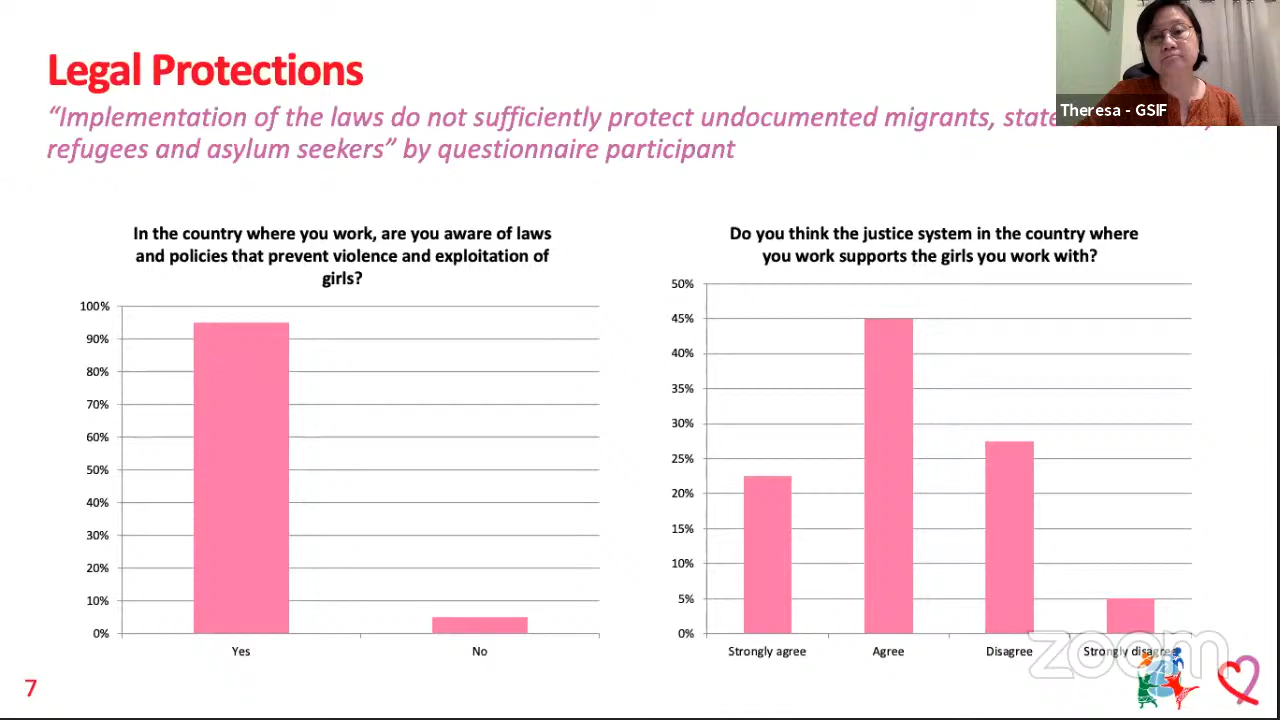 Legal Protections
Theresa - GSIF
“Implementation of the laws do not sufficiently protect undocumented migrants,
refugees and asylum seekers” by questionnaire participant
In the country where you work, are you aware of laws
and policies that prevent violence and exploitation of
girls?
100%
90%
80%
70%
60%
50%
40%
30%
20%
10%
0%
Yes
No
Do you think the justice system in the country where
you work supports the girls you work with?
50%
45%
40%
35%
30%
25%
20%
15%
10%
5%
0%
Strongly agree
Agree
Disagree
Strongly disagree
zoom
7